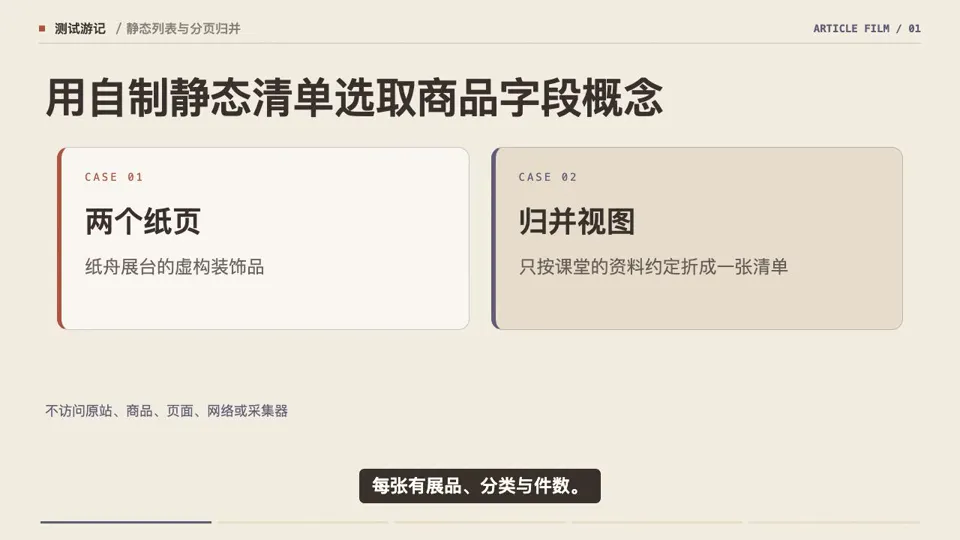 测试游记 / 静态列表与分页归并
ARTICLE FILM / 01
用自制静态清单选取商品字段概念
CASE 01
两个纸页
纸舟展台的虚构装饰品
CASE 02
归并视图
只按课堂的资料约定折成一张清单
不访问原站、商品、页面、网络或采集器
每张有展品、分类与件数。